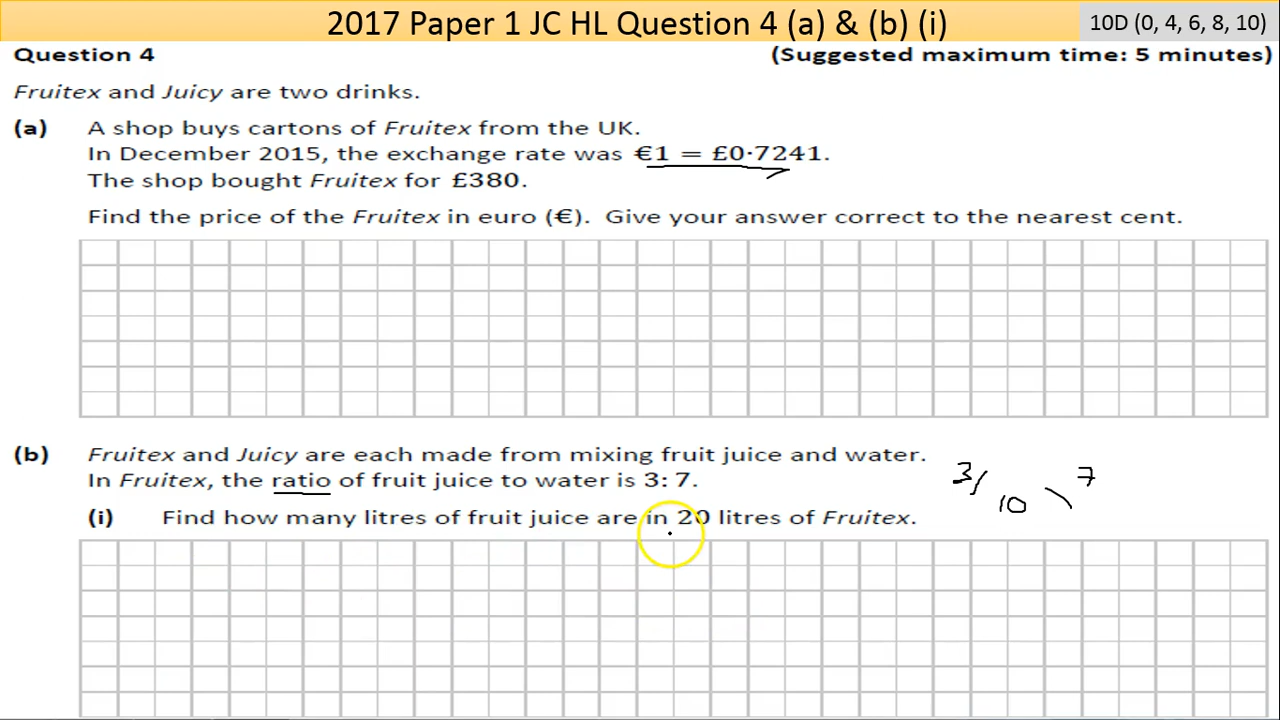 2017 Paper 1 JC HL Question 4 (a) & (b) (i)
10D (0, 4, 6, 8, 10)
Question 4
(Suggested maximum time: 5 minutes)
Fruitex and Juicy are two drinks.
(a) A shop buys cartons of Fruitex from the UK.
In December 2015, the exchange rate was €1 = £0·7241.
The shop bought Fruitex for £380.
Find the price of the Fruitex in euro (€). Give your answer correct to the nearest cent.
(b) Fruitex and Juicy are each made from mixing fruit juice and water.
In Fruitex, the ratio of fruit juice to water is 3: 7.
3/ 10 \ 7
(i) Find how many litres of fruit juice are in 20 litres of Fruitex.